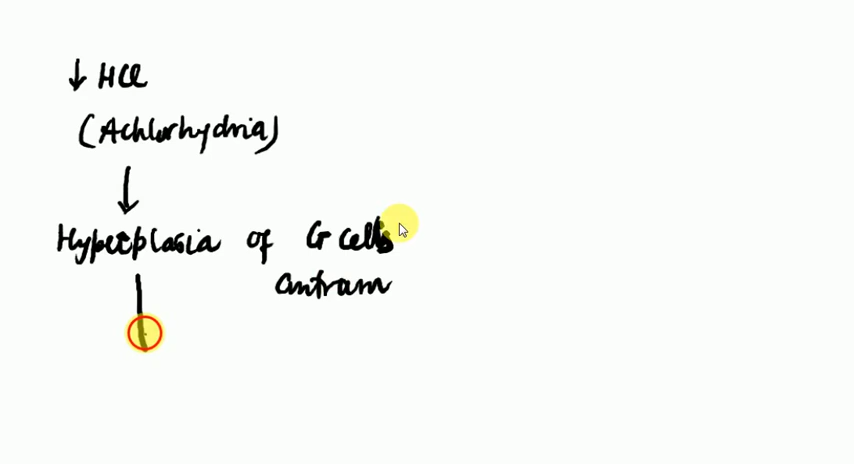 ↓ HCl
(Achlorhydria)
↓
Hyperplasia of G cells
antrum